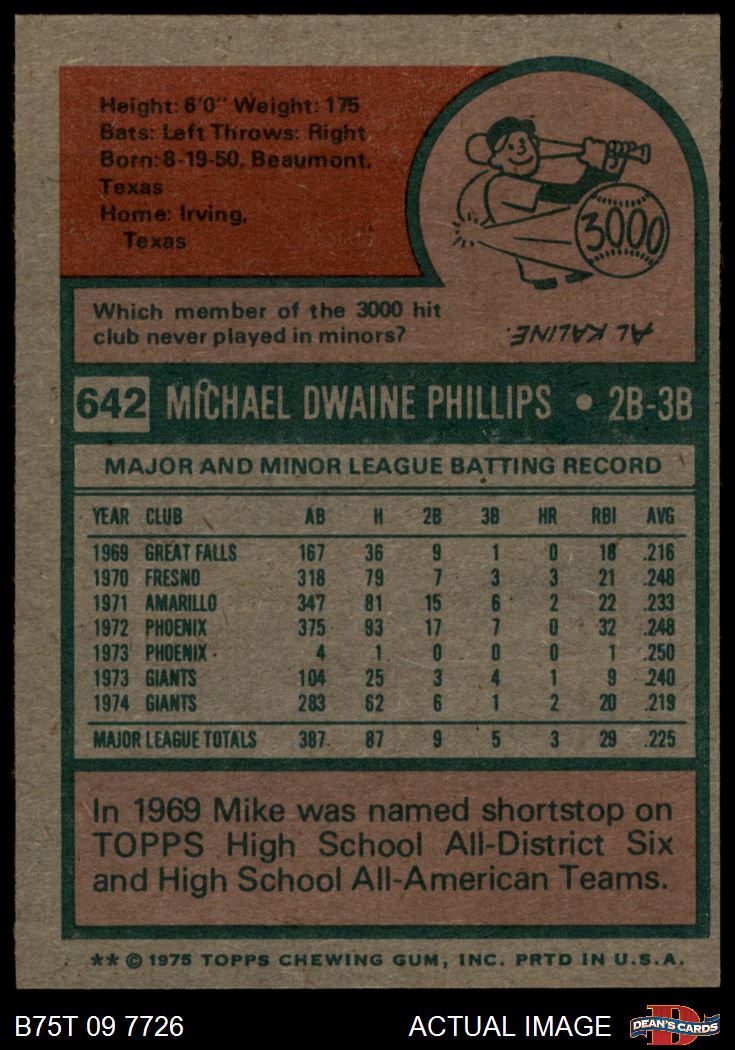 Height: 6'0" Weight: 175
Bats: Left Throws: Right
Born: 8-19-50, Beaumont,
Texas
Home: Irving,
Texas
3000
Which member of the 3000 hit
club never played in minors?
AL KALINE.
642 MICHAEL DWAINE PHILLIPS • 2B-3B
MAJOR AND MINOR LEAGUE BATTING RECORD
YEAR CLUB AB H 2B 3B HR RBI AVG
1969 GREAT FALLS 167 36 9 1 0 18 .216
1970 FRESNO 318 79 7 3 3 21 .248
1971 AMARILLO 347 81 15 6 2 22 .233
1972 PHOENIX 375 93 17 7 0 32 .248
1973 PHOENIX 4 1 0 0 0 1 .250
1973 GIANTS 104 25 3 4 1 9 .240
1974 GIANTS 283 62 6 1 2 20 .219
MAJOR LEAGUE TOTALS 387 87 9 5 3 29 .225
In 1969 Mike was named shortstop on
TOPPS High School All-District Six
and High School All-American Teams.
** © 1975 TOPPS CHEWING GUM, INC. PRTD IN U.S.A.
B75T 09 7726 ACTUAL IMAGE DEAN'S CARDS